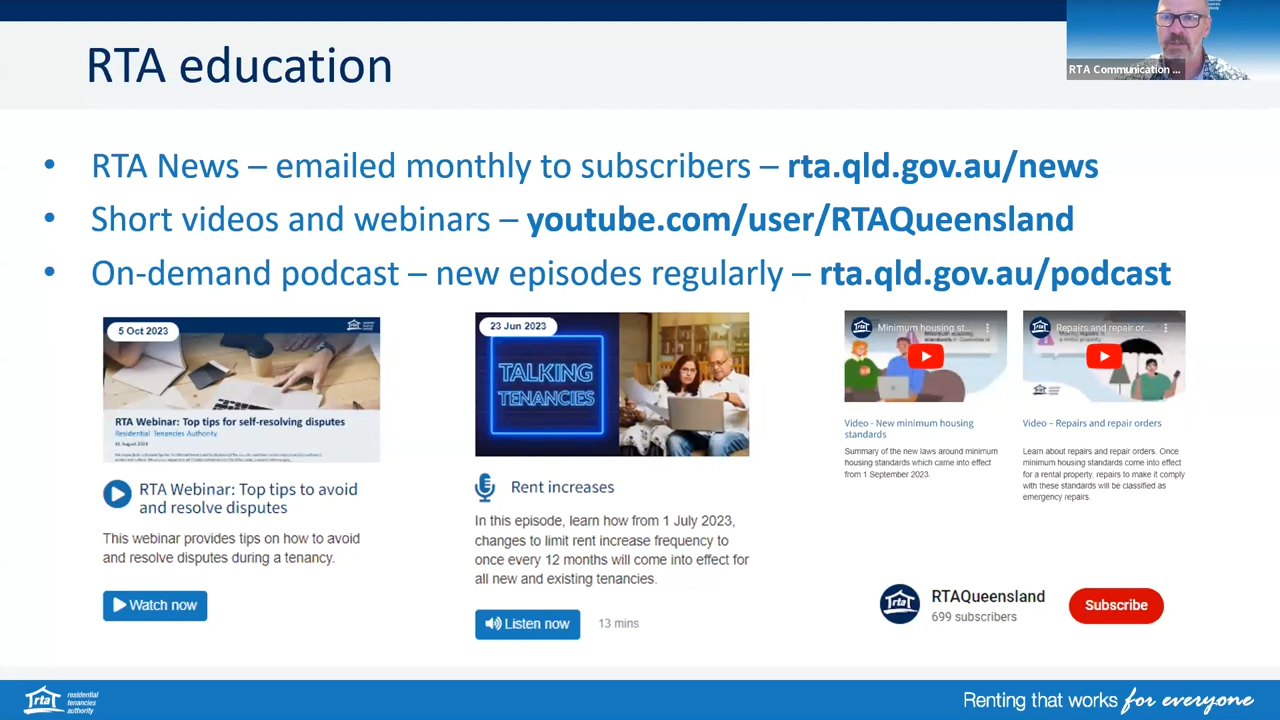 RTA education
RTA Communication ...
• RTA News – emailed monthly to subscribers – rta.qld.gov.au/news
• Short videos and webinars – youtube.com/user/RTAQueensland
• On-demand podcast – new episodes regularly – rta.qld.gov.au/podcast
5 Oct 2023
RTA Webinar: Top tips for self-resolving disputes
Residential Tenancies Authority
RTA Webinar: Top tips to avoid
and resolve disputes
This webinar provides tips on how to avoid
and resolve disputes during a tenancy.
Watch now
23 Jun 2023
TALKING
TENANCIES
Rent increases
In this episode, learn how from 1 July 2023,
changes to limit rent increase frequency to
once every 12 months will come into effect for
all new and existing tenancies.
Listen now 13 mins
Minimum housing st...
Video - New minimum housing
standards
Summary of the new laws around minimum
housing standards which came into effect
from 1 September 2023.
Repairs and repair or...
Video – Repairs and repair orders
Learn about repairs and repair orders. Once
minimum housing standards come into effect
for a rental property, repairs to make it comply
with these standards will be classified as
emergency repairs.
rta
RTAQueensland
699 subscribers
Subscribe
rta
residential
tenancies
authority
Renting that works for everyone